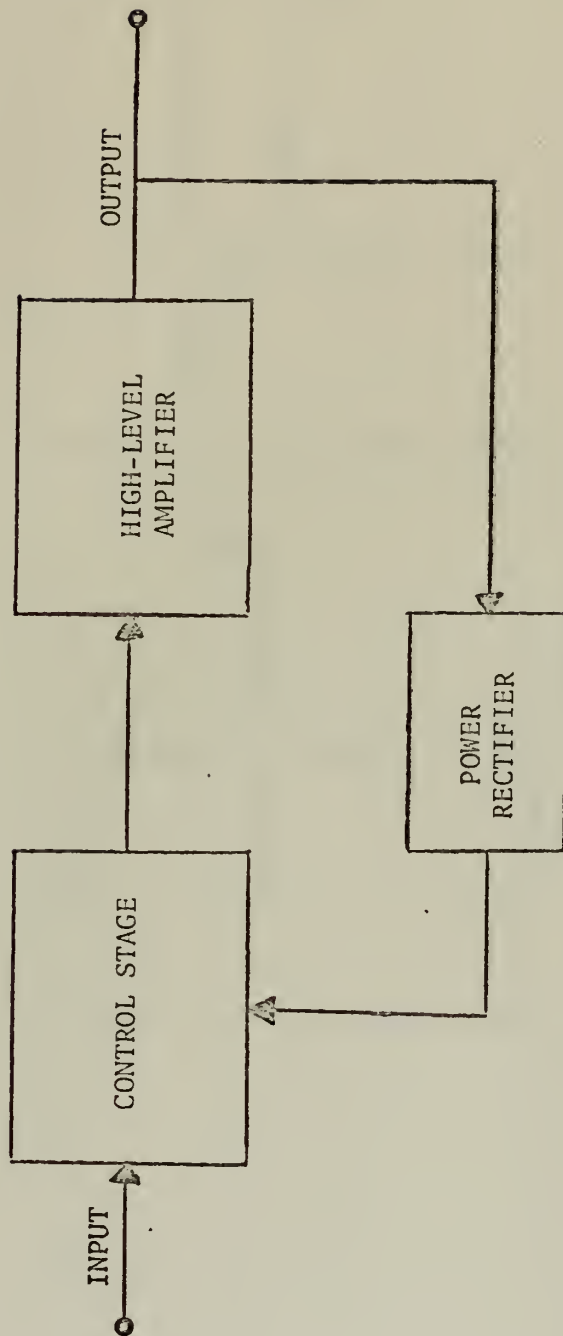 INPUT
CONTROL STAGE
HIGH-LEVEL
AMPLIFIER
OUTPUT
POWER
RECTIFIER